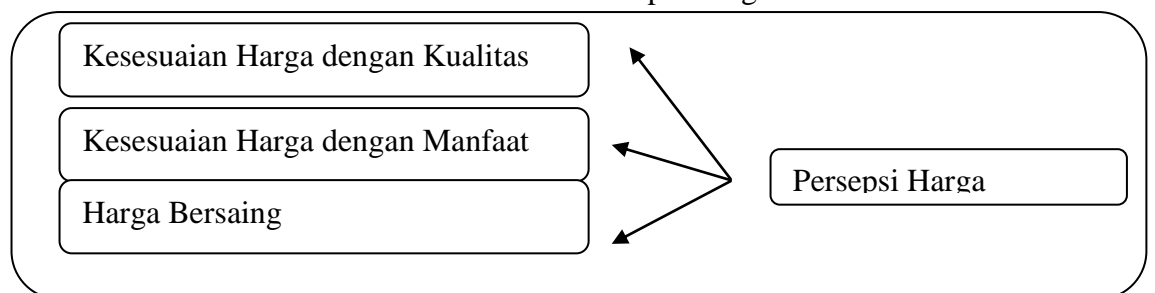 Kesesuaian Harga dengan Kualitas
Kesesuaian Harga dengan Manfaat
Harga Bersaing
Persepsi Harga